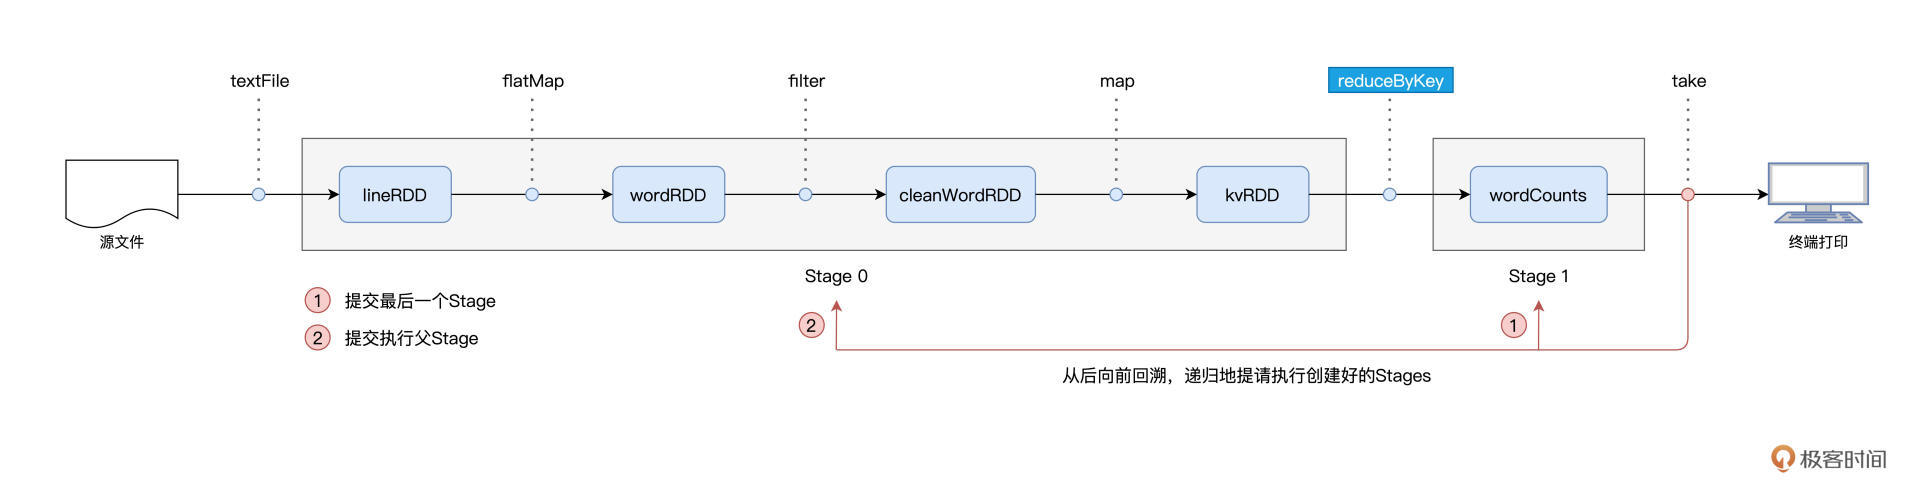 textFile
flatMap
filter
map
reduceByKey
take
lineRDD
wordRDD
cleanWordRDD
kvRDD
wordCounts
源文件
终端打印
Stage 0
Stage 1
1 提交最后一个Stage
2 提交执行父Stage
2
1
从后向前回溯，递归地提请执行创建好的Stages
极客时间